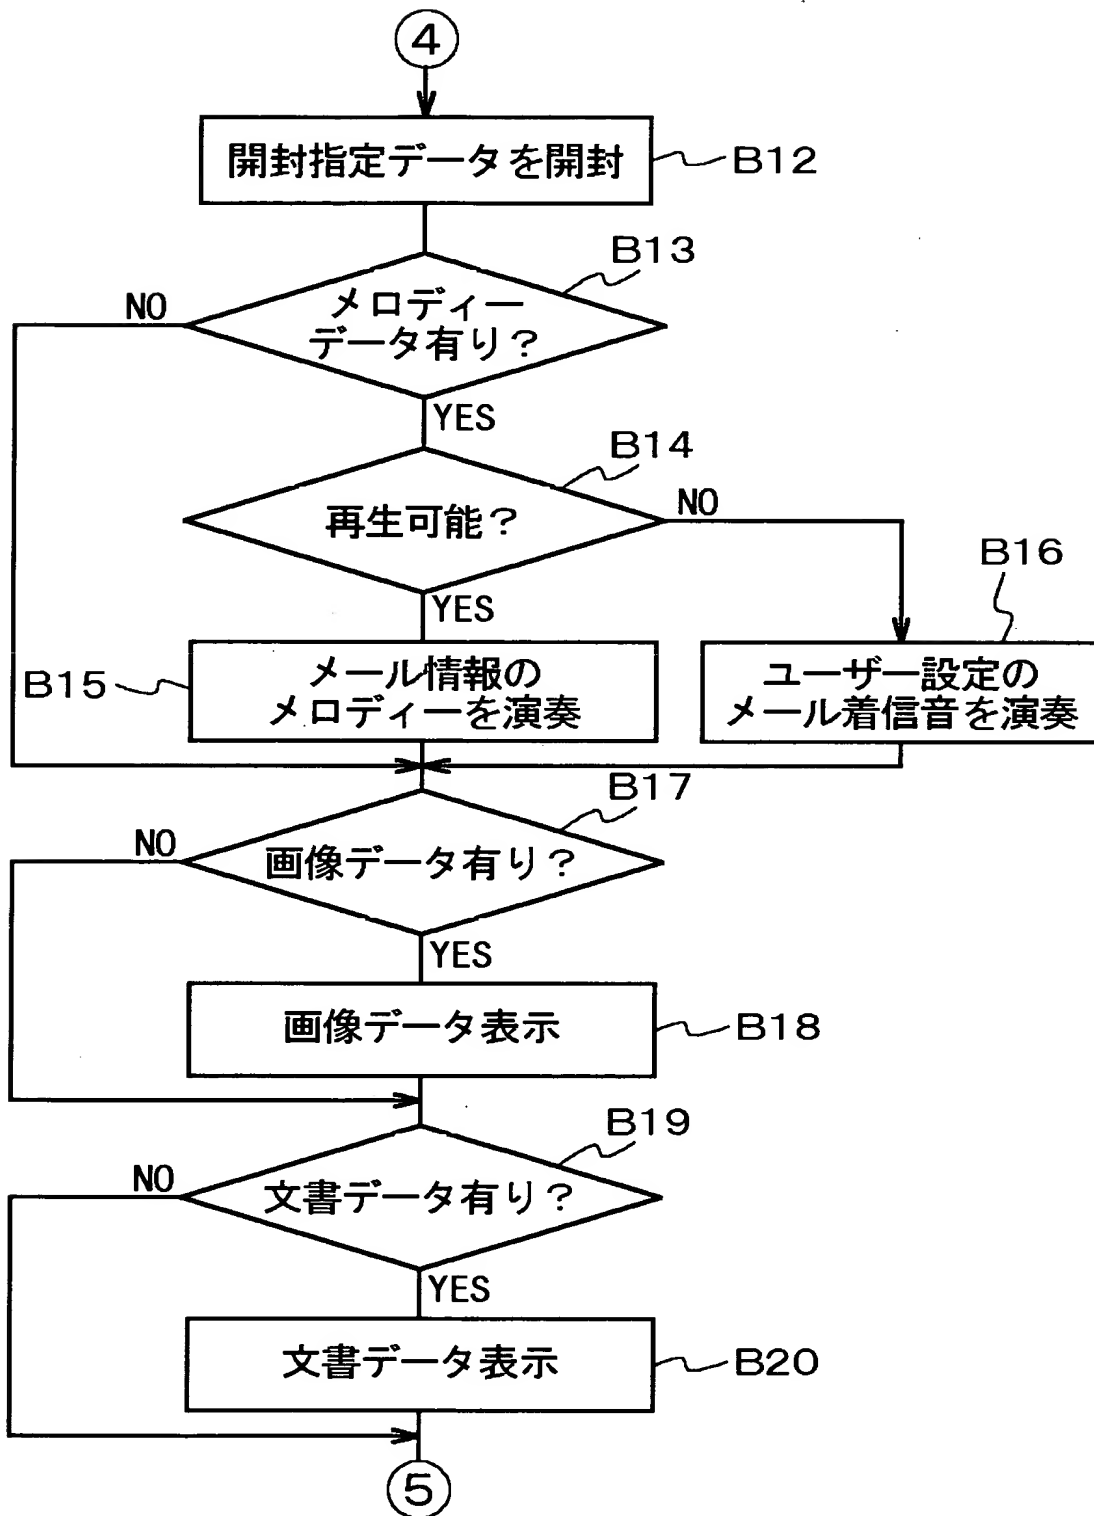 ④
開封指定データを開封
B12
B13
メロディー
データ有り?
NO
YES
B14
再生可能?
NO
YES
B16
B15
メール情報の
メロディーを演奏
ユーザー設定の
メール着信音を演奏
B17
画像データ有り?
NO
YES
画像データ表示
B18
B19
文書データ有り?
NO
YES
文書データ表示
B20
⑤